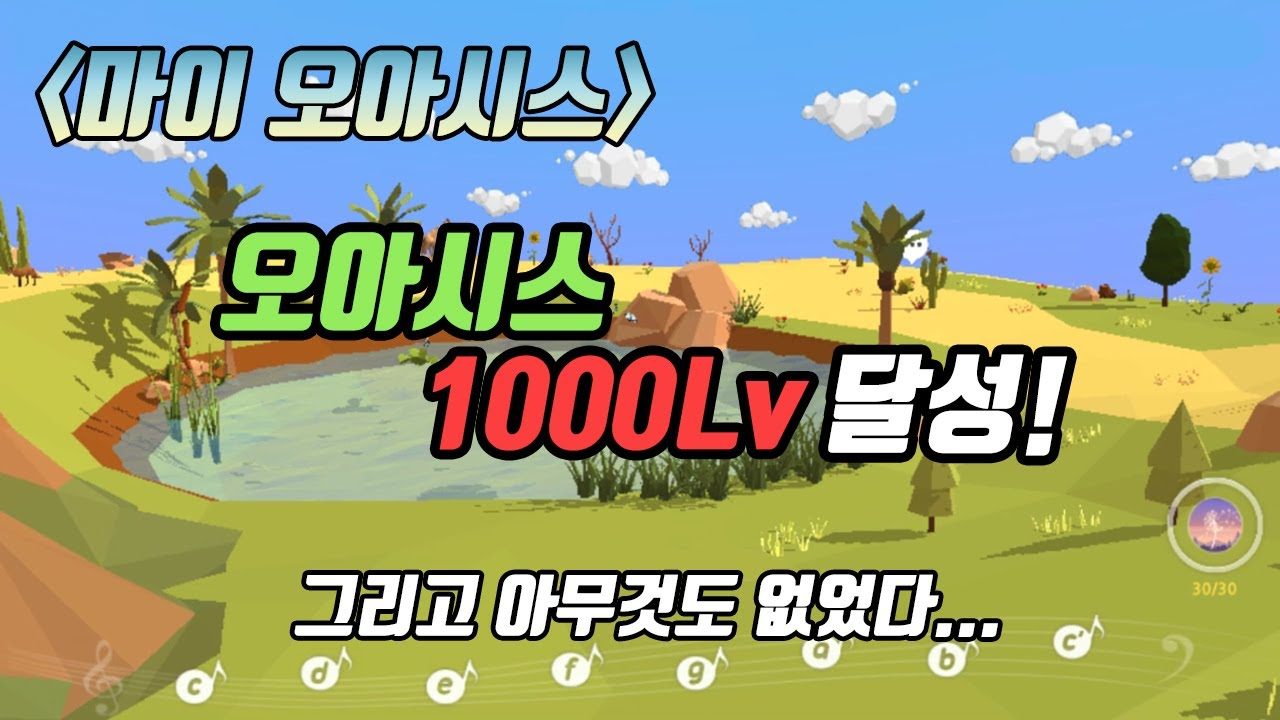 <마이 오아시스>
오아시스
1000Lv 달성!
30/30
그리고 아무것도 없었다...
c d e f g a b c'